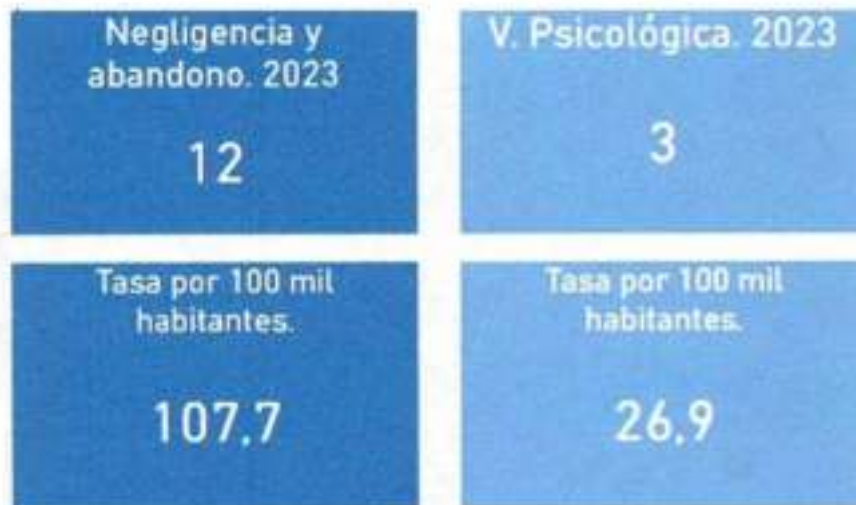 Negligencia y
abandono. 2023
12
V. Psicológica. 2023
3
Tasa por 100 mil
habitantes.
107,7
Tasa por 100 mil
habitantes.
26,9